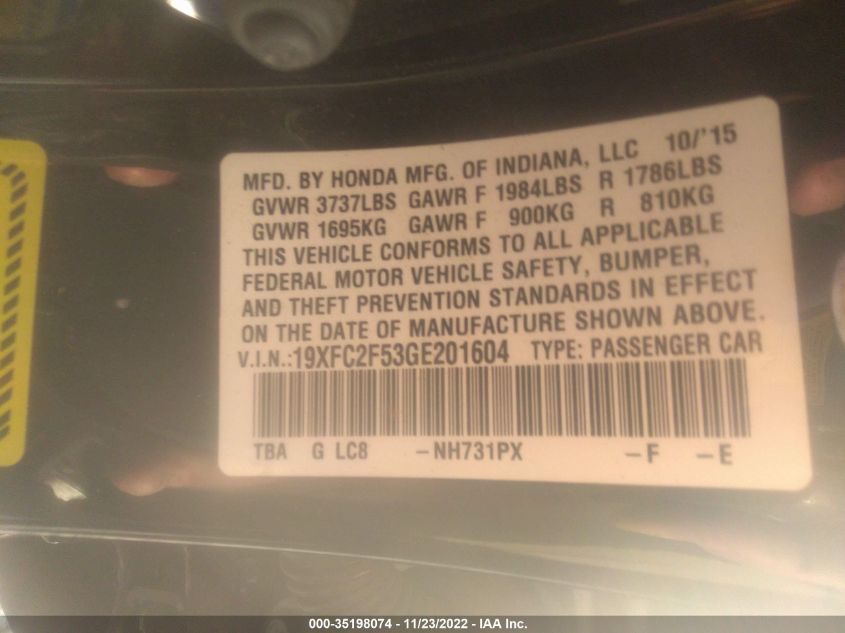 MFD. BY HONDA MFG. OF INDIANA, LLC 10/'15
GVWR 3737LBS GAWR F 1984LBS R 1786LBS
GVWR 1695KG GAWR F 900KG R 810KG
THIS VEHICLE CONFORMS TO ALL APPLICABLE
FEDERAL MOTOR VEHICLE SAFETY, BUMPER,
AND THEFT PREVENTION STANDARDS IN EFFECT
ON THE DATE OF MANUFACTURE SHOWN ABOVE.
V.I.N.:19XFC2F53GE201604 TYPE: PASSENGER CAR
TBA G LC8 -NH731PX -F -E
000-35198074 - 11/23/2022 - IAA Inc.